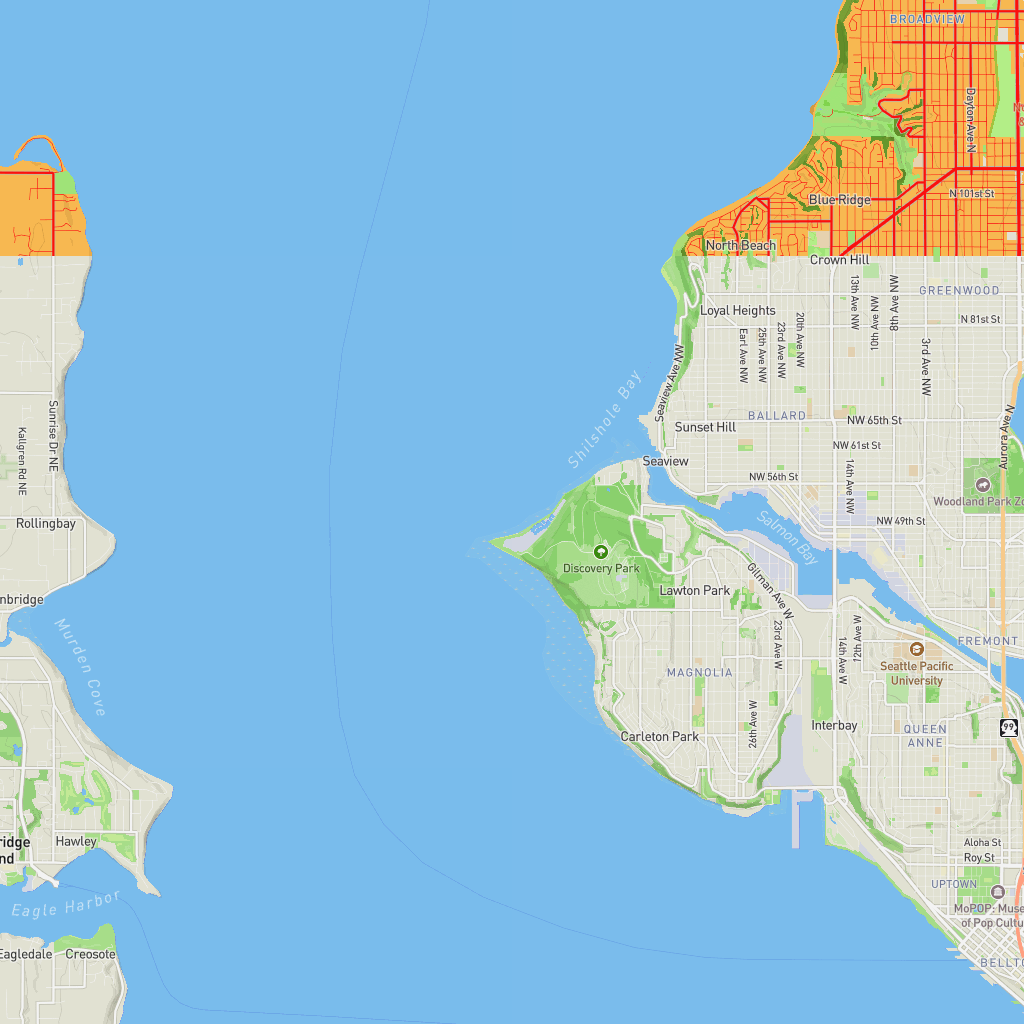 BROADVIEW
Dayton Ave N
N 101st St
Blue Ridge
North Beach
Crown Hill
GREENWOOD
Loyal Heights
13th Ave NW
10th Ave NW
8th Ave NW
N 81st St
20th Ave NW
23rd Ave NW
25th Ave NW
Earl Ave NW
3rd Ave NW
Seaview Ave NW
Shilshole Bay
Sunrise Dr NE
Kallgren Rd NE
BALLARD
NW 65th St
Sunset Hill
Aurora Ave N
NW 61st St
Seaview
NW 56th St
14th Ave NW
Woodland Park Zo
Rollingbay
Salmon Bay
NW 49th St
Discovery Park
Lawton Park
Gilman Ave W
nbridge
Murden Cove
23rd Ave W
14th Ave W
12th Ave W
FREMONT
Seattle Pacific
University
MAGNOLIA
26th Ave W
Interbay
Carleton Park
QUEEN
ANNE
99
ridge
nd
Hawley
Aloha St
Roy St
UPTOWN
Eagle Harbor
MoPOP: Muse
of Pop Cultu
Eagledale
Creosote
BELLTO